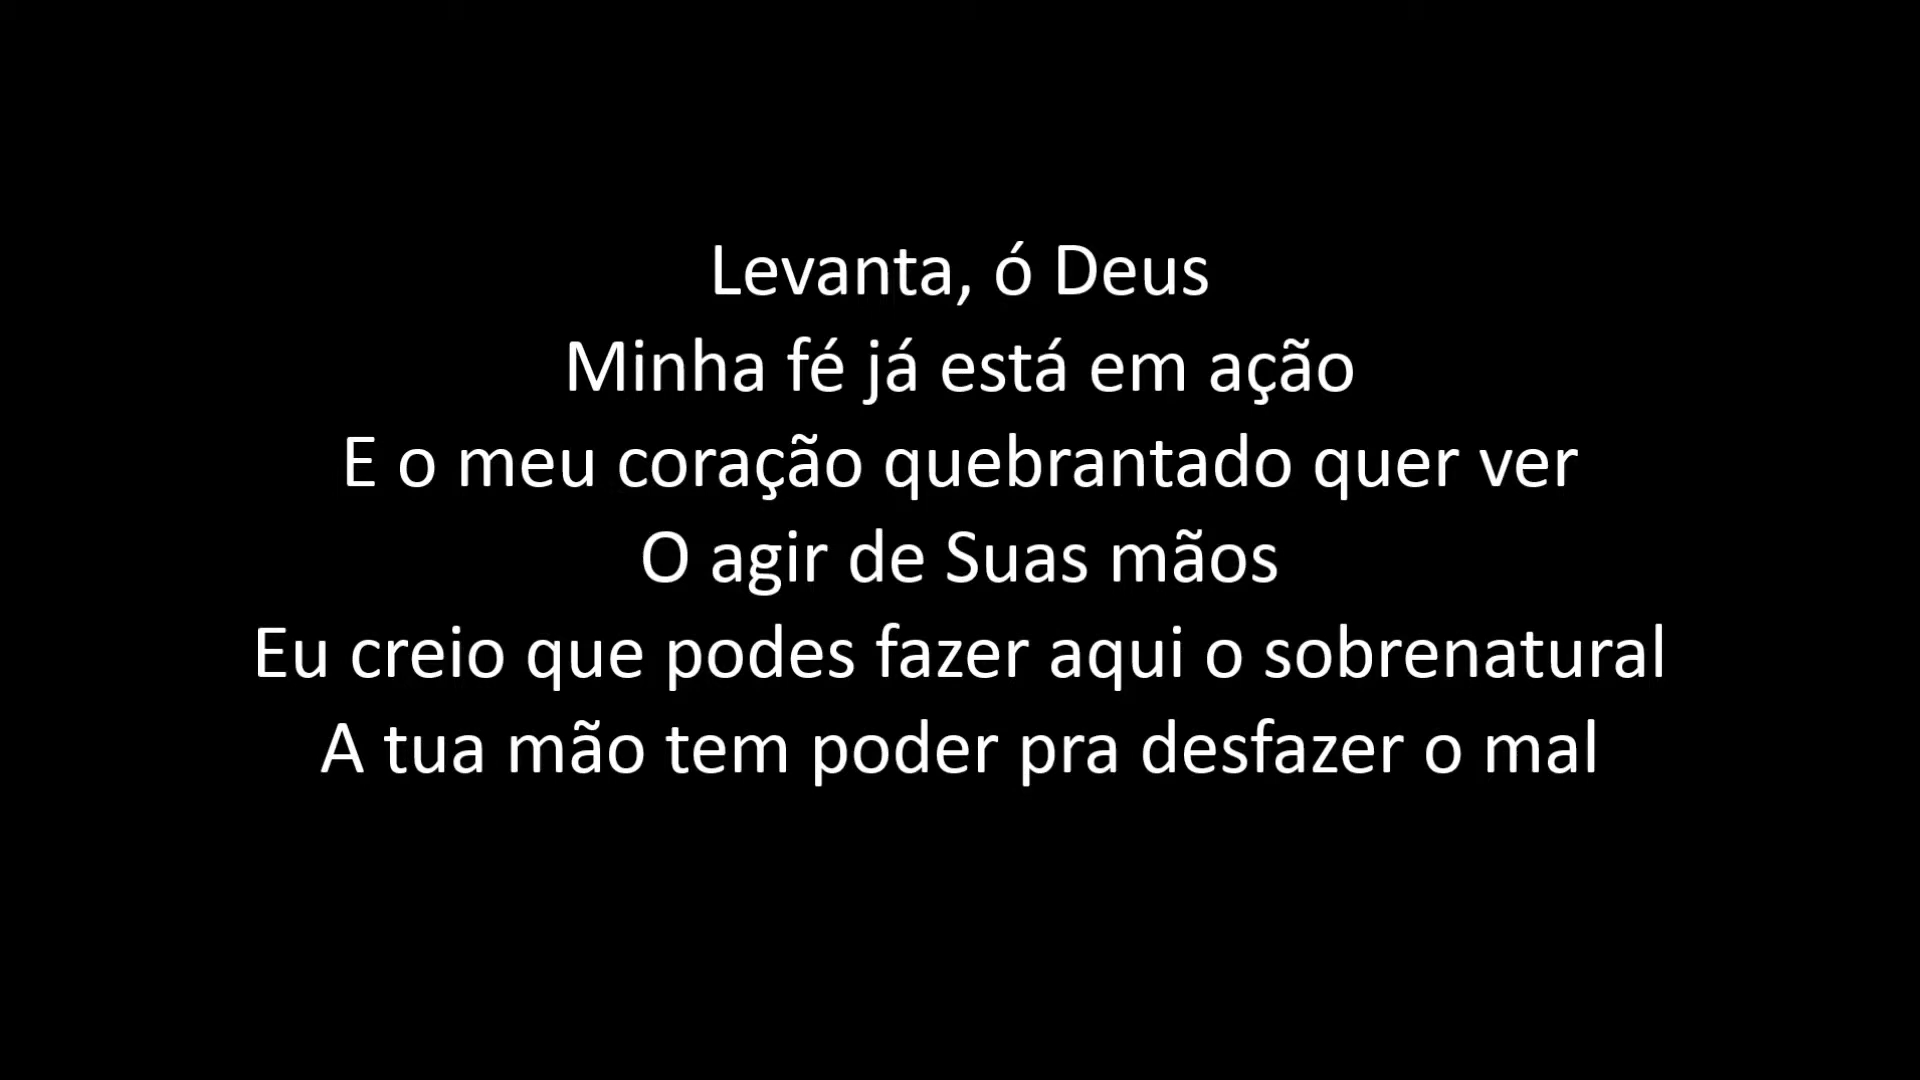 Levanta, ó Deus
Minha fé já está em ação
E o meu coração quebrantado quer ver
O agir de Suas mãos
Eu creio que podes fazer aqui o sobrenatural
A tua mão tem poder pra desfazer o mal